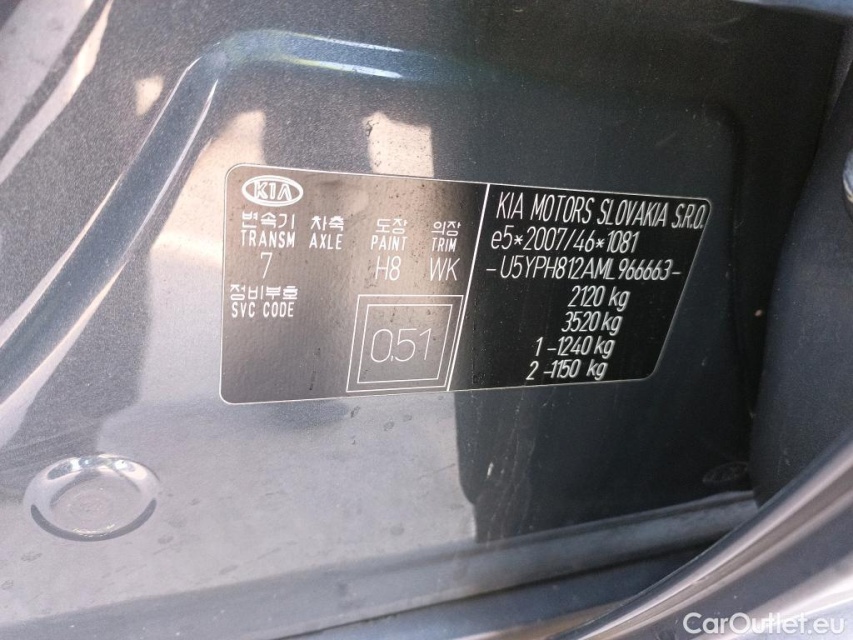 KIA
변속기 차축 도장 의장
TRANSM AXLE PAINT TRIM
7 H8 WK
정비부호
SVC CODE
0.51
KIA MOTORS SLOVAKIA S.R.O.
e5*2007/46*1081
-U5YPH812AML966663-
2120 kg
3520 kg
1 -1240 kg
2 -1150 kg
CarOutlet.eu